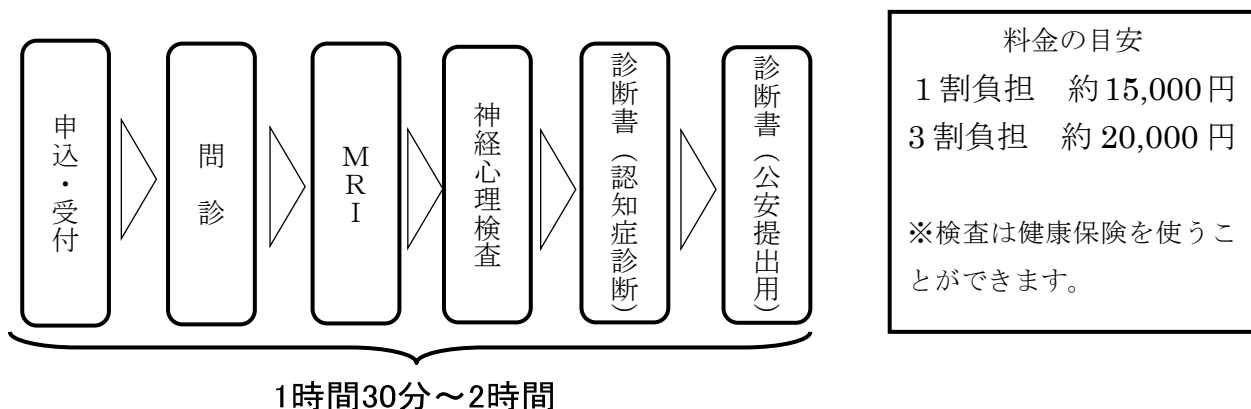 申込・受付
問診
MRI
神経心理検査
診断書（認知症診断）
診断書（公安提出用）
1時間30分～2時間
料金の目安
1割負担　約15,000円
3割負担　約20,000円
※検査は健康保険を使うこ
とができます。